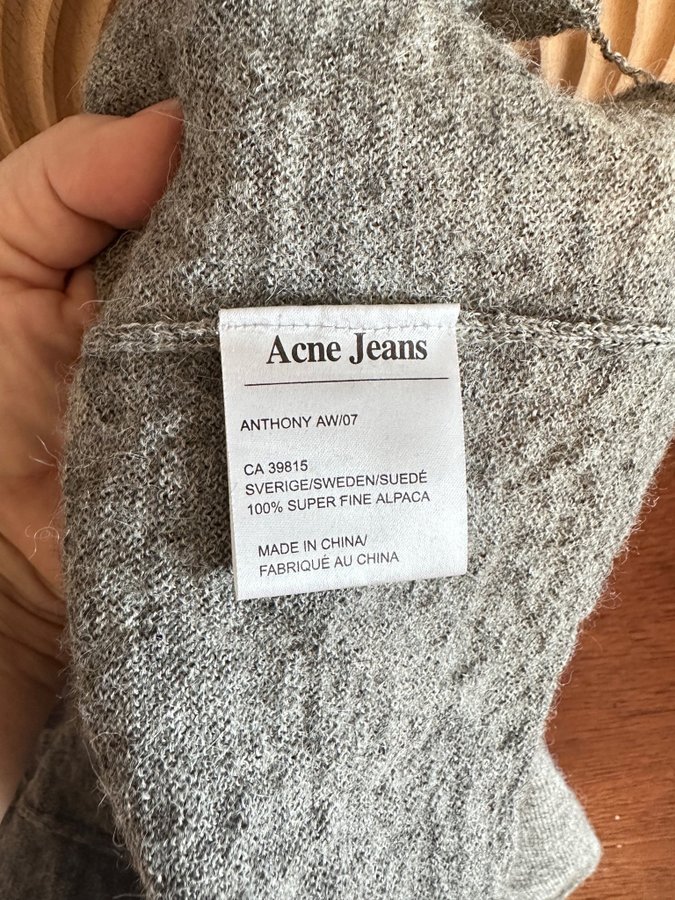 Acne Jeans
ANTHONY AW/07
CA 39815
SVERIGE/SWEDEN/SUEDÉ
100% SUPER FINE ALPACA
MADE IN CHINA/
FABRIQUÉ AU CHINA